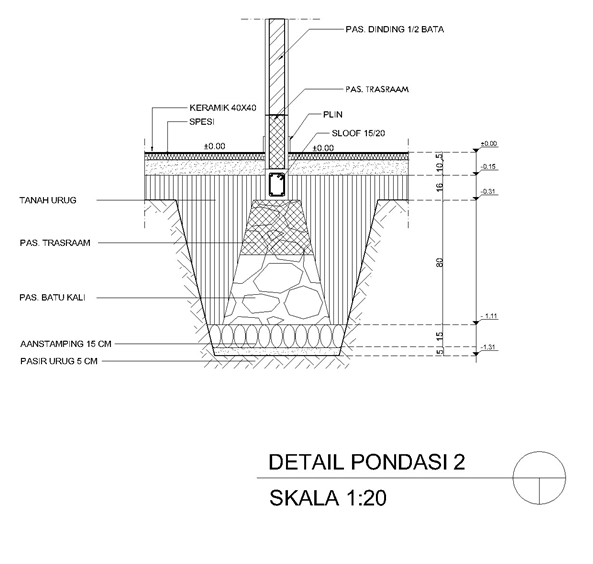 PAS. DINDING 1/2 BATA
PAS. TRASRAAM
KERAMIK 40X40
PLIN
SPESI
SLOOF 15/20
±0.00
±0.00
±0.00
5
10
-0.15
16
-0.31
TANAH URUG
PAS. TRASRAAM
80
PAS. BATU KALI
-1.11
AANSTAMPING 15 CM
15
PASIR URUG 5 CM
5
-1.31
DETAIL PONDASI 2
SKALA 1:20